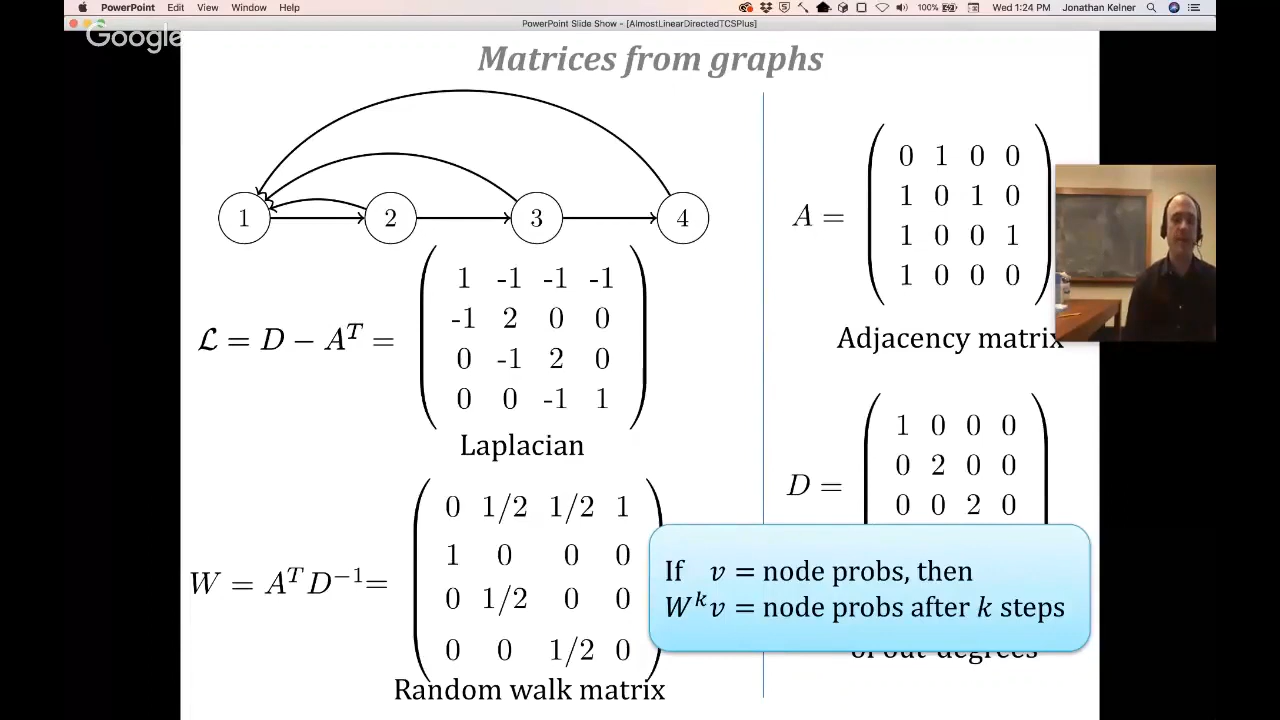 PowerPoint File Edit View Window Help 100% Wed 1:24 PM Jonathan Kelner
PowerPoint Slide Show - [AlmostLinearDirectedTCSPlus]
Google
Matrices from graphs
1 2 3 4
A =
0 1 0 0
1 0 1 0
1 0 0 1
1 0 0 0
Adjacency matrix
ℒ = D − Aᵀ =
1 -1 -1 -1
-1 2 0 0
0 -1 2 0
0 0 -1 1
Laplacian
D =
1 0 0 0
0 2 0 0
0 0 2 0
W = AᵀD⁻¹=
0 1/2 1/2 1
1 0 0 0
0 1/2 0 0
0 0 1/2 0
Random walk matrix
If v = node probs, then
Wᵏv = node probs after k steps
of out-degrees